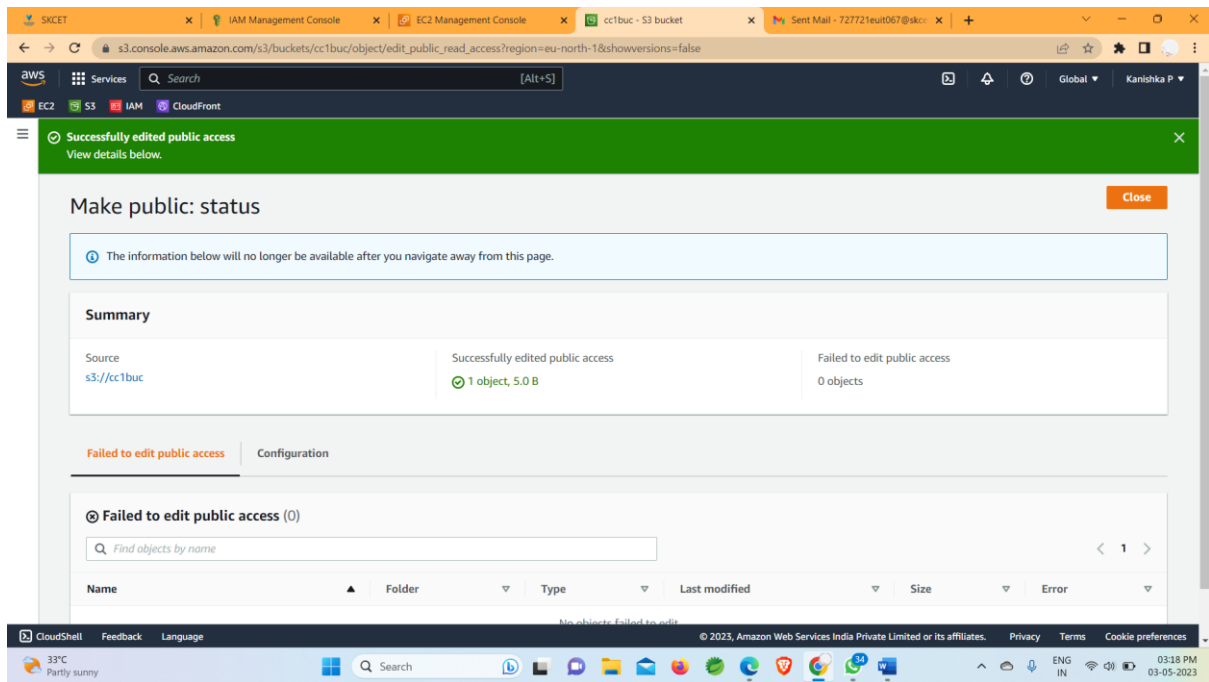 SKCET
IAM Management Console
EC2 Management Console
cc1buc - S3 bucket
Sent Mail - 727721euit067@skce
s3.console.aws.amazon.com/s3/buckets/cc1buc/object/edit_public_read_access?region=eu-north-1&showversions=false
aws
Services
Search
[Alt+S]
Global
Kanishka P
EC2 S3 IAM CloudFront
Successfully edited public access
View details below.
Make public: status
Close
The information below will no longer be available after you navigate away from this page.
Summary
Source
s3://cc1buc
Successfully edited public access
1 object, 5.0 B
Failed to edit public access
0 objects
Failed to edit public access
Configuration
Failed to edit public access (0)
Find objects by name
1
Name Folder Type Last modified Size Error
No objects failed to edit
CloudShell Feedback Language
© 2023, Amazon Web Services India Private Limited or its affiliates. Privacy Terms Cookie preferences
33°C
Partly sunny
Search
34
ENG
IN
03:18 PM
03-05-2023